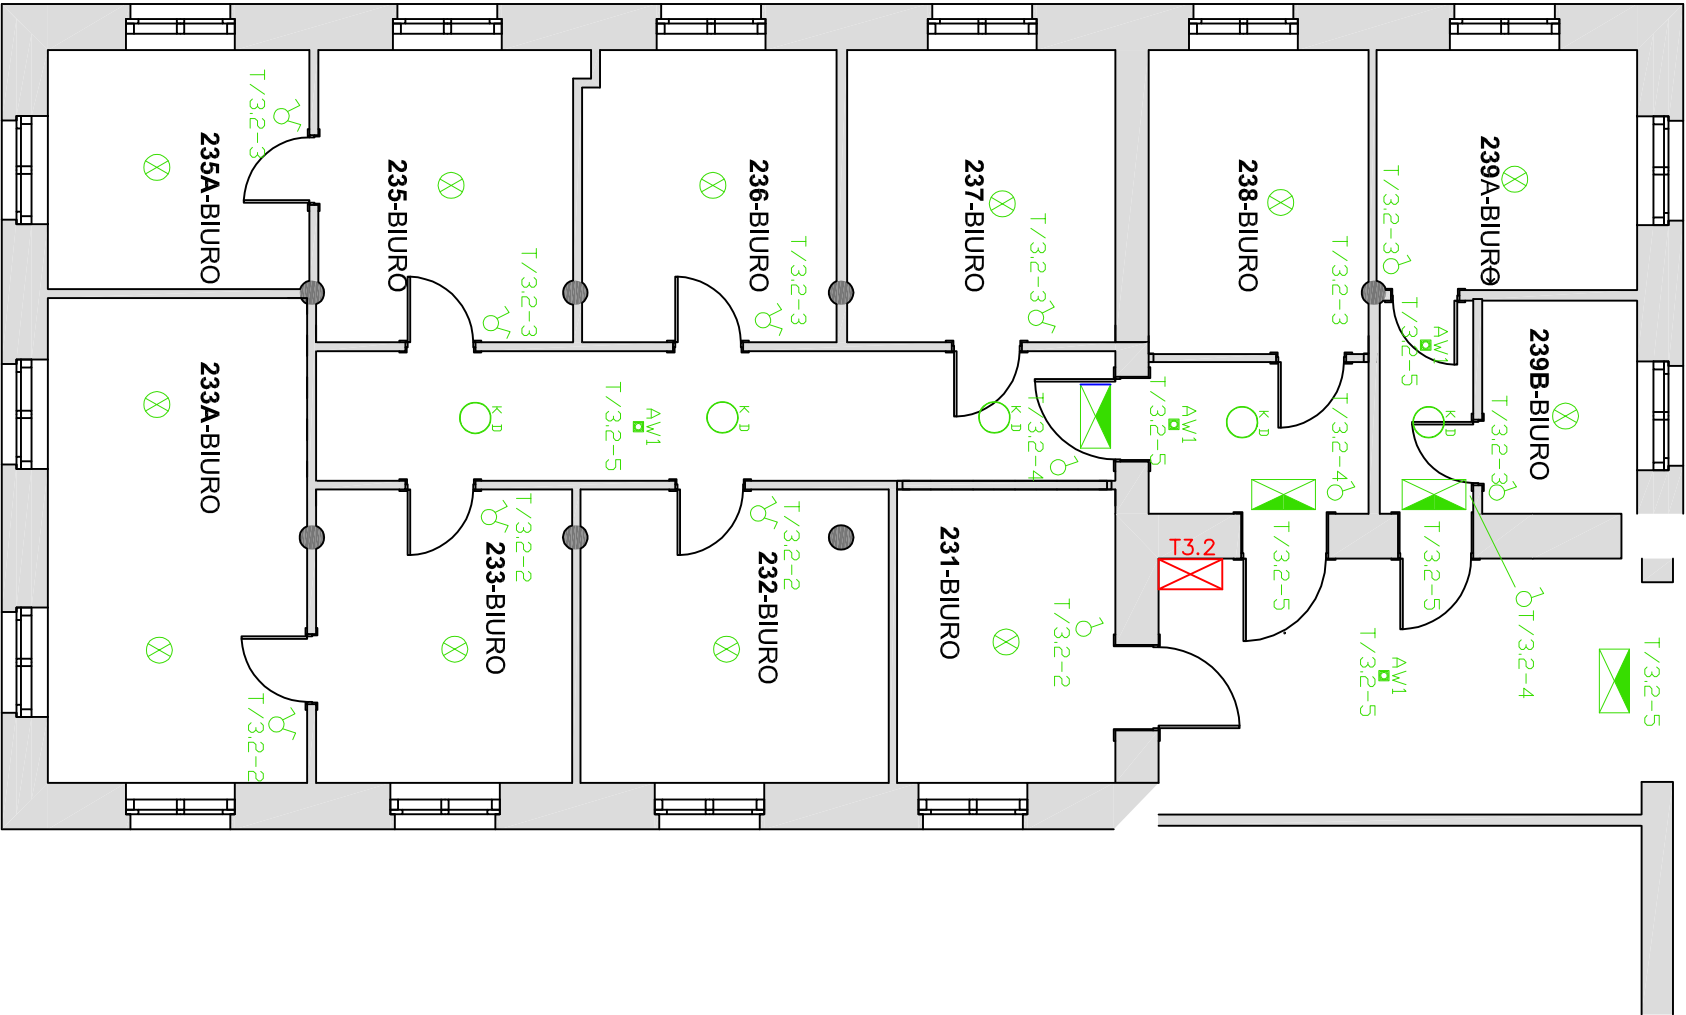 T/3.2-3
235A-BIURO
235-BIURO
T/3.2-3
236-BIURO
T/3.2-3
237-BIURO
T/3.2-3
238-BIURO
T/3.2-3
T/3.2-3
239A-BIURO
AW1
T/3.2-5
239B-BIURO
T/3.2-3
233A-BIURO
K
D
AW1
T/3.2-5
K
D
K
D
T/3.2-4
AW1
T/3.2-5
K
D
T/3.2-4
T/3.2-2
233-BIURO
T/3.2-2
232-BIURO
231-BIURO
T/3.2-2
T3.2
T/3.2-5
T/3.2-5
T/3.2-4
AW1
T/3.2-5
T/3.2-5
T/3.2-2